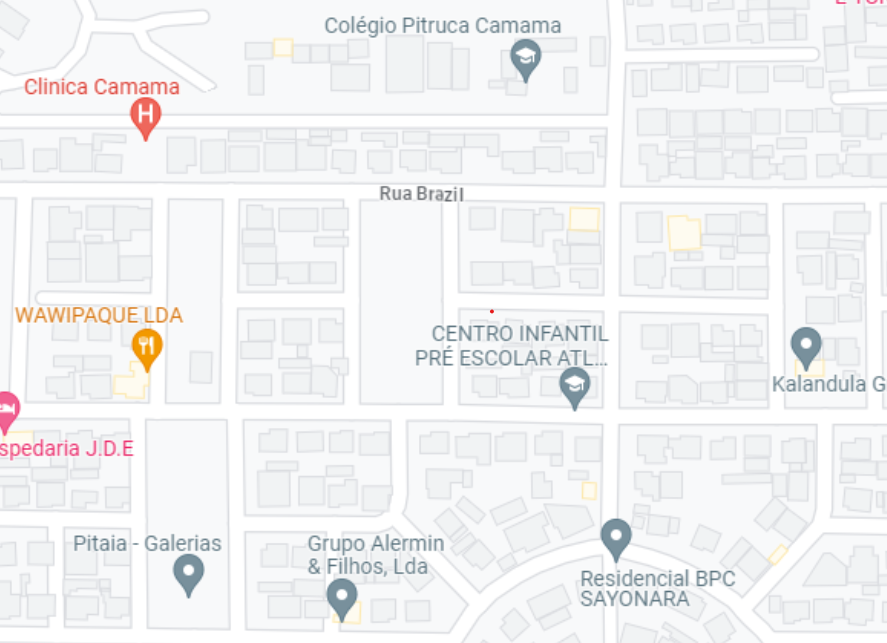 Colégio Pitruca Camama
Clinica Camama
H
Rua Brazil
WAWIPAQUE LDA
CENTRO INFANTIL
PRÉ ESCOLAR ATL...
Kalandula G
spedaria J.D.E
Pitaia - Galerias
Grupo Alermin
& Filhos, Lda
Residencial BPC
SAYONARA